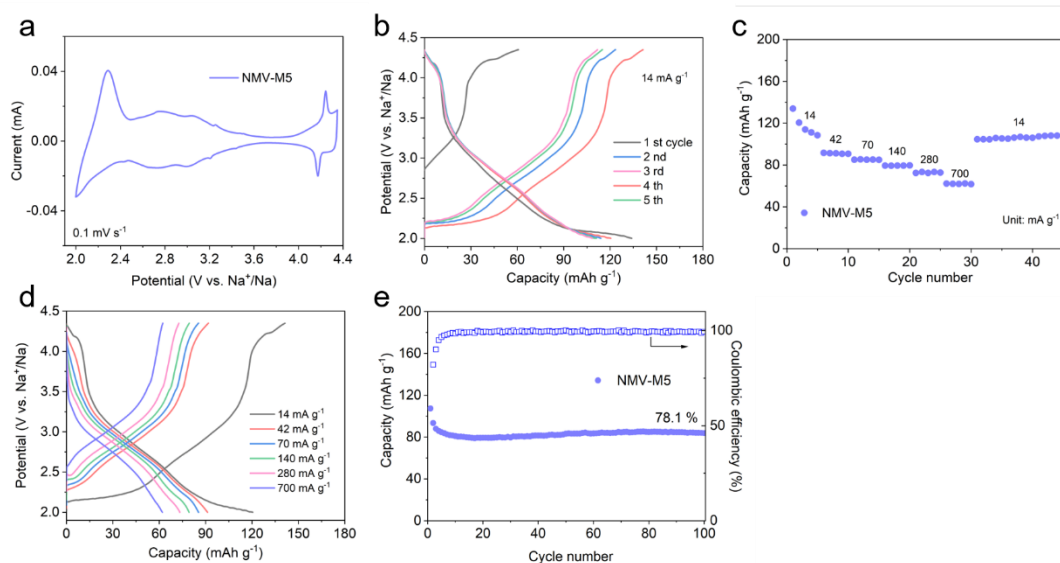 a
Current (mA)
0.04
0.00
-0.04
NMV-M5
0.1 mV s⁻¹
2.0 2.4 2.8 3.2 3.6 4.0 4.4
Potential (V vs. Na⁺/Na)
b
Potential (V vs. Na⁺/Na)
4.5
4.0
3.5
3.0
2.5
2.0
14 mA g⁻¹
1 st cycle
2 nd
3 rd
4 th
5 th
0 30 60 90 120 150 180
Capacity (mAh g⁻¹)
c
Capacity (mAh g⁻¹)
200
160
120
80
40
0
14
42
70
140
280
700
14
NMV-M5
Unit: mA g⁻¹
0 10 20 30 40
Cycle number
d
Potential (V vs. Na⁺/Na)
4.5
4.0
3.5
3.0
2.5
2.0
14 mA g⁻¹
42 mA g⁻¹
70 mA g⁻¹
140 mA g⁻¹
280 mA g⁻¹
700 mA g⁻¹
0 30 60 90 120 150 180
Capacity (mAh g⁻¹)
e
Capacity (mAh g⁻¹)
200
180
160
120
80
40
0
NMV-M5
78.1 %
100
50
0
Coulombic efficiency (%)
0 20 40 60 80 100
Cycle number